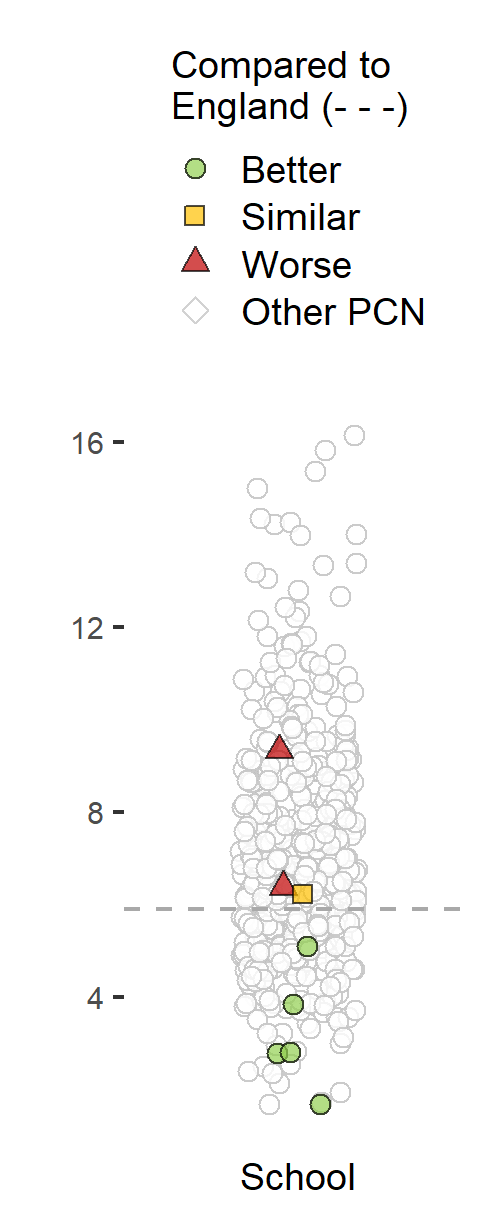 Compared to
England (- - -)
Better
Similar
Worse
Other PCN
16
12
8
4
School